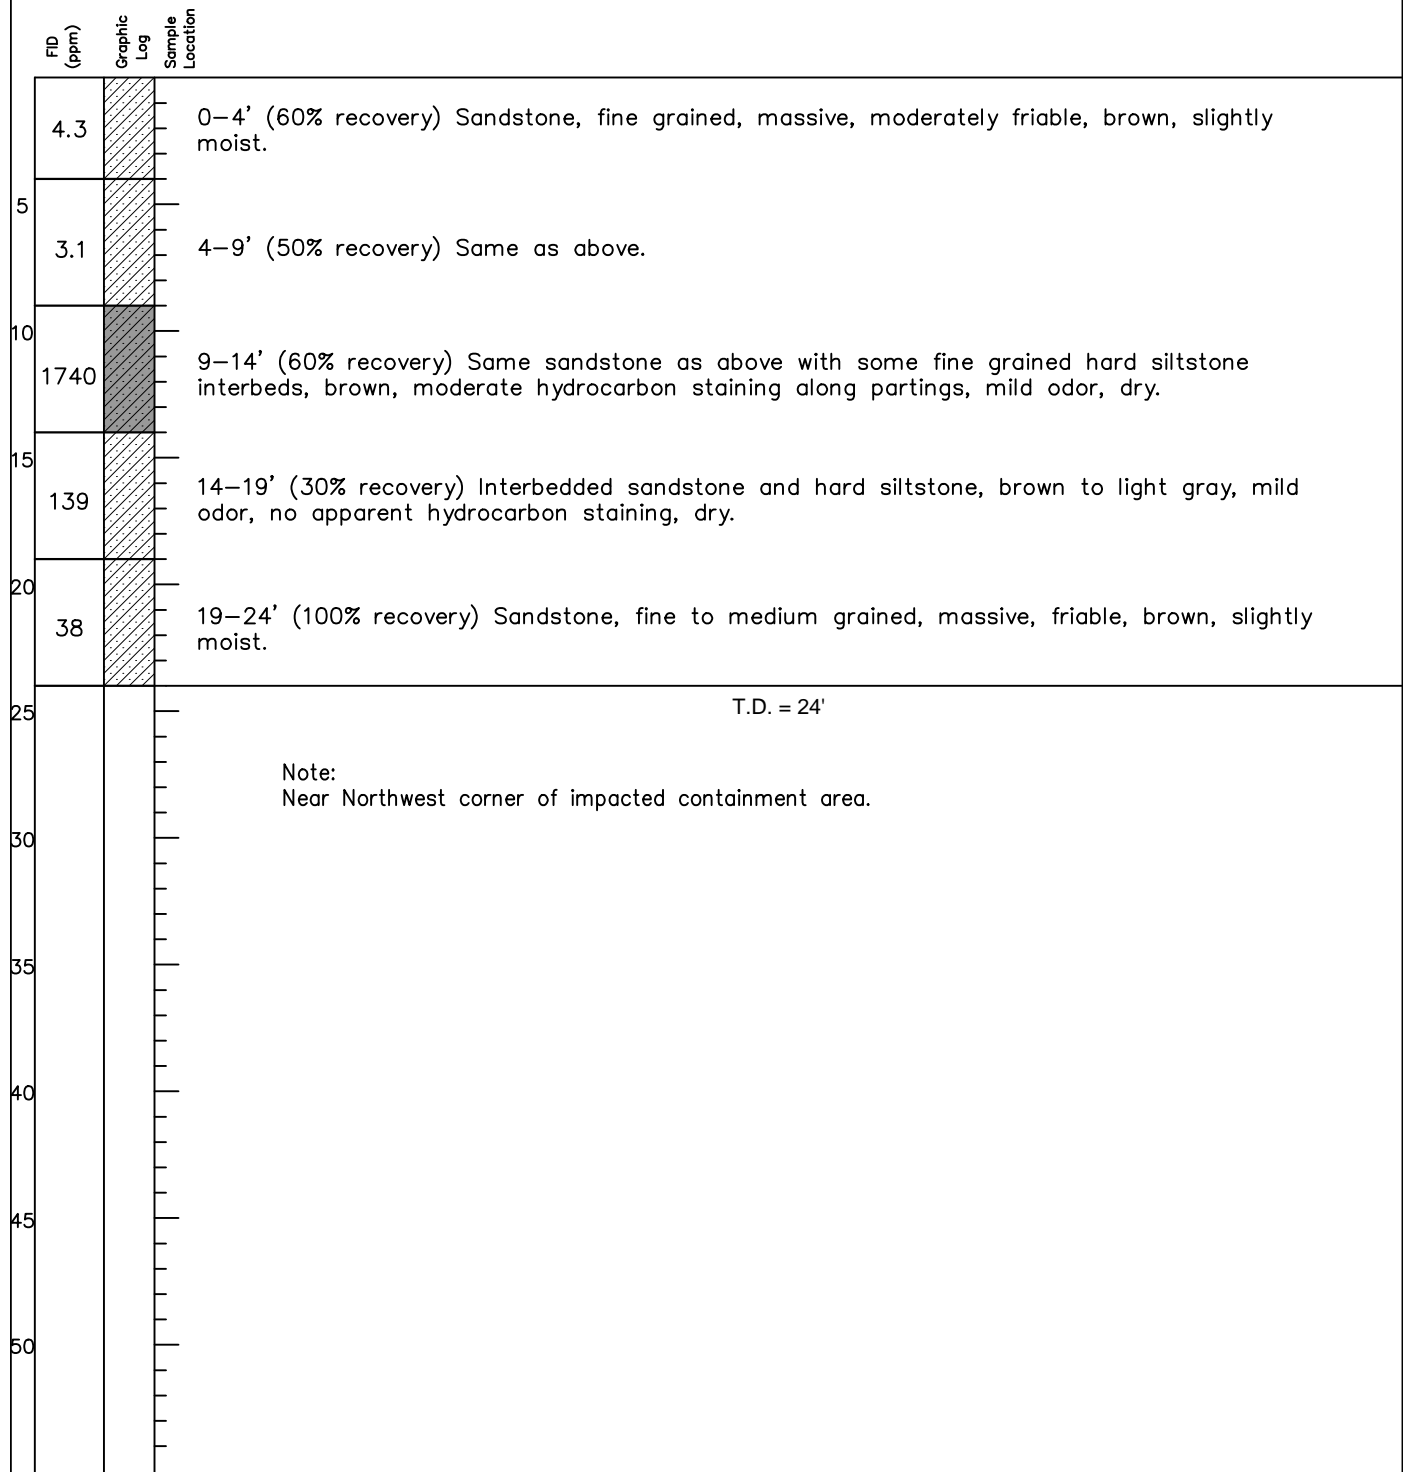 FID
(ppm)
Graphic
Log
Sample
Location
4.3
0–4’ (60% recovery) Sandstone, fine grained, massive, moderately friable, brown, slightly
moist.
5
3.1
4–9’ (50% recovery) Same as above.
10
1740
9–14’ (60% recovery) Same sandstone as above with some fine grained hard siltstone
interbeds, brown, moderate hydrocarbon staining along partings, mild odor, dry.
15
139
14–19’ (30% recovery) Interbedded sandstone and hard siltstone, brown to light gray, mild
odor, no apparent hydrocarbon staining, dry.
20
38
19–24’ (100% recovery) Sandstone, fine to medium grained, massive, friable, brown, slightly
moist.
25
T.D. = 24'
Note:
Near Northwest corner of impacted containment area.
30
35
40
45
50